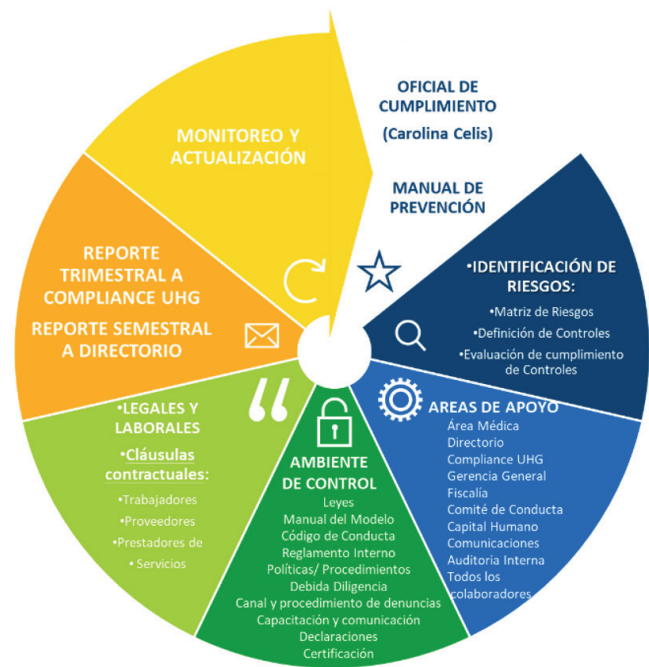 OFICIAL DE
CUMPLIMIENTO
(Carolina Celis)
MANUAL DE
PREVENCIÓN
•IDENTIFICACIÓN DE
RIESGOS:
•Matriz de Riesgos
•Definición de Controles
•Evaluación de cumplimiento
de Controles
AREAS DE APOYO
Área Médica
Directorio
Compliance UHG
Gerencia General
Fiscalía
Comité de Conducta
Capital Humano
Comunicaciones
Auditoria Interna
Todos los
colaboradores
AMBIENTE
DE CONTROL
Leyes
Manual del Modelo
Código de Conducta
Reglamento Interno
Políticas/ Procedimientos
Debida Diligencia
Canal y procedimiento de denuncias
Capacitación y comunicación
Declaraciones
Certificación
•LEGALES Y
LABORALES
•Cláusulas
contractuales:
•Trabajadores
•Proveedores
•Prestadores de
•Servicios
REPORTE
TRIMESTRAL A
COMPLIANCE UHG
REPORTE SEMESTRAL
A DIRECTORIO
MONITOREO Y
ACTUALIZACIÓN